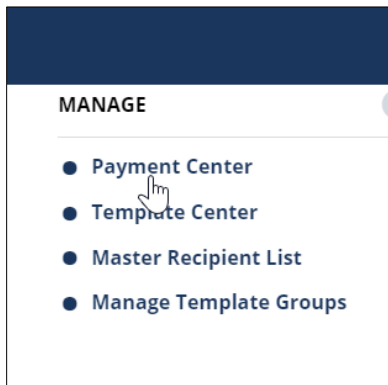 MANAGE
Payment Center
Template Center
Master Recipient List
Manage Template Groups